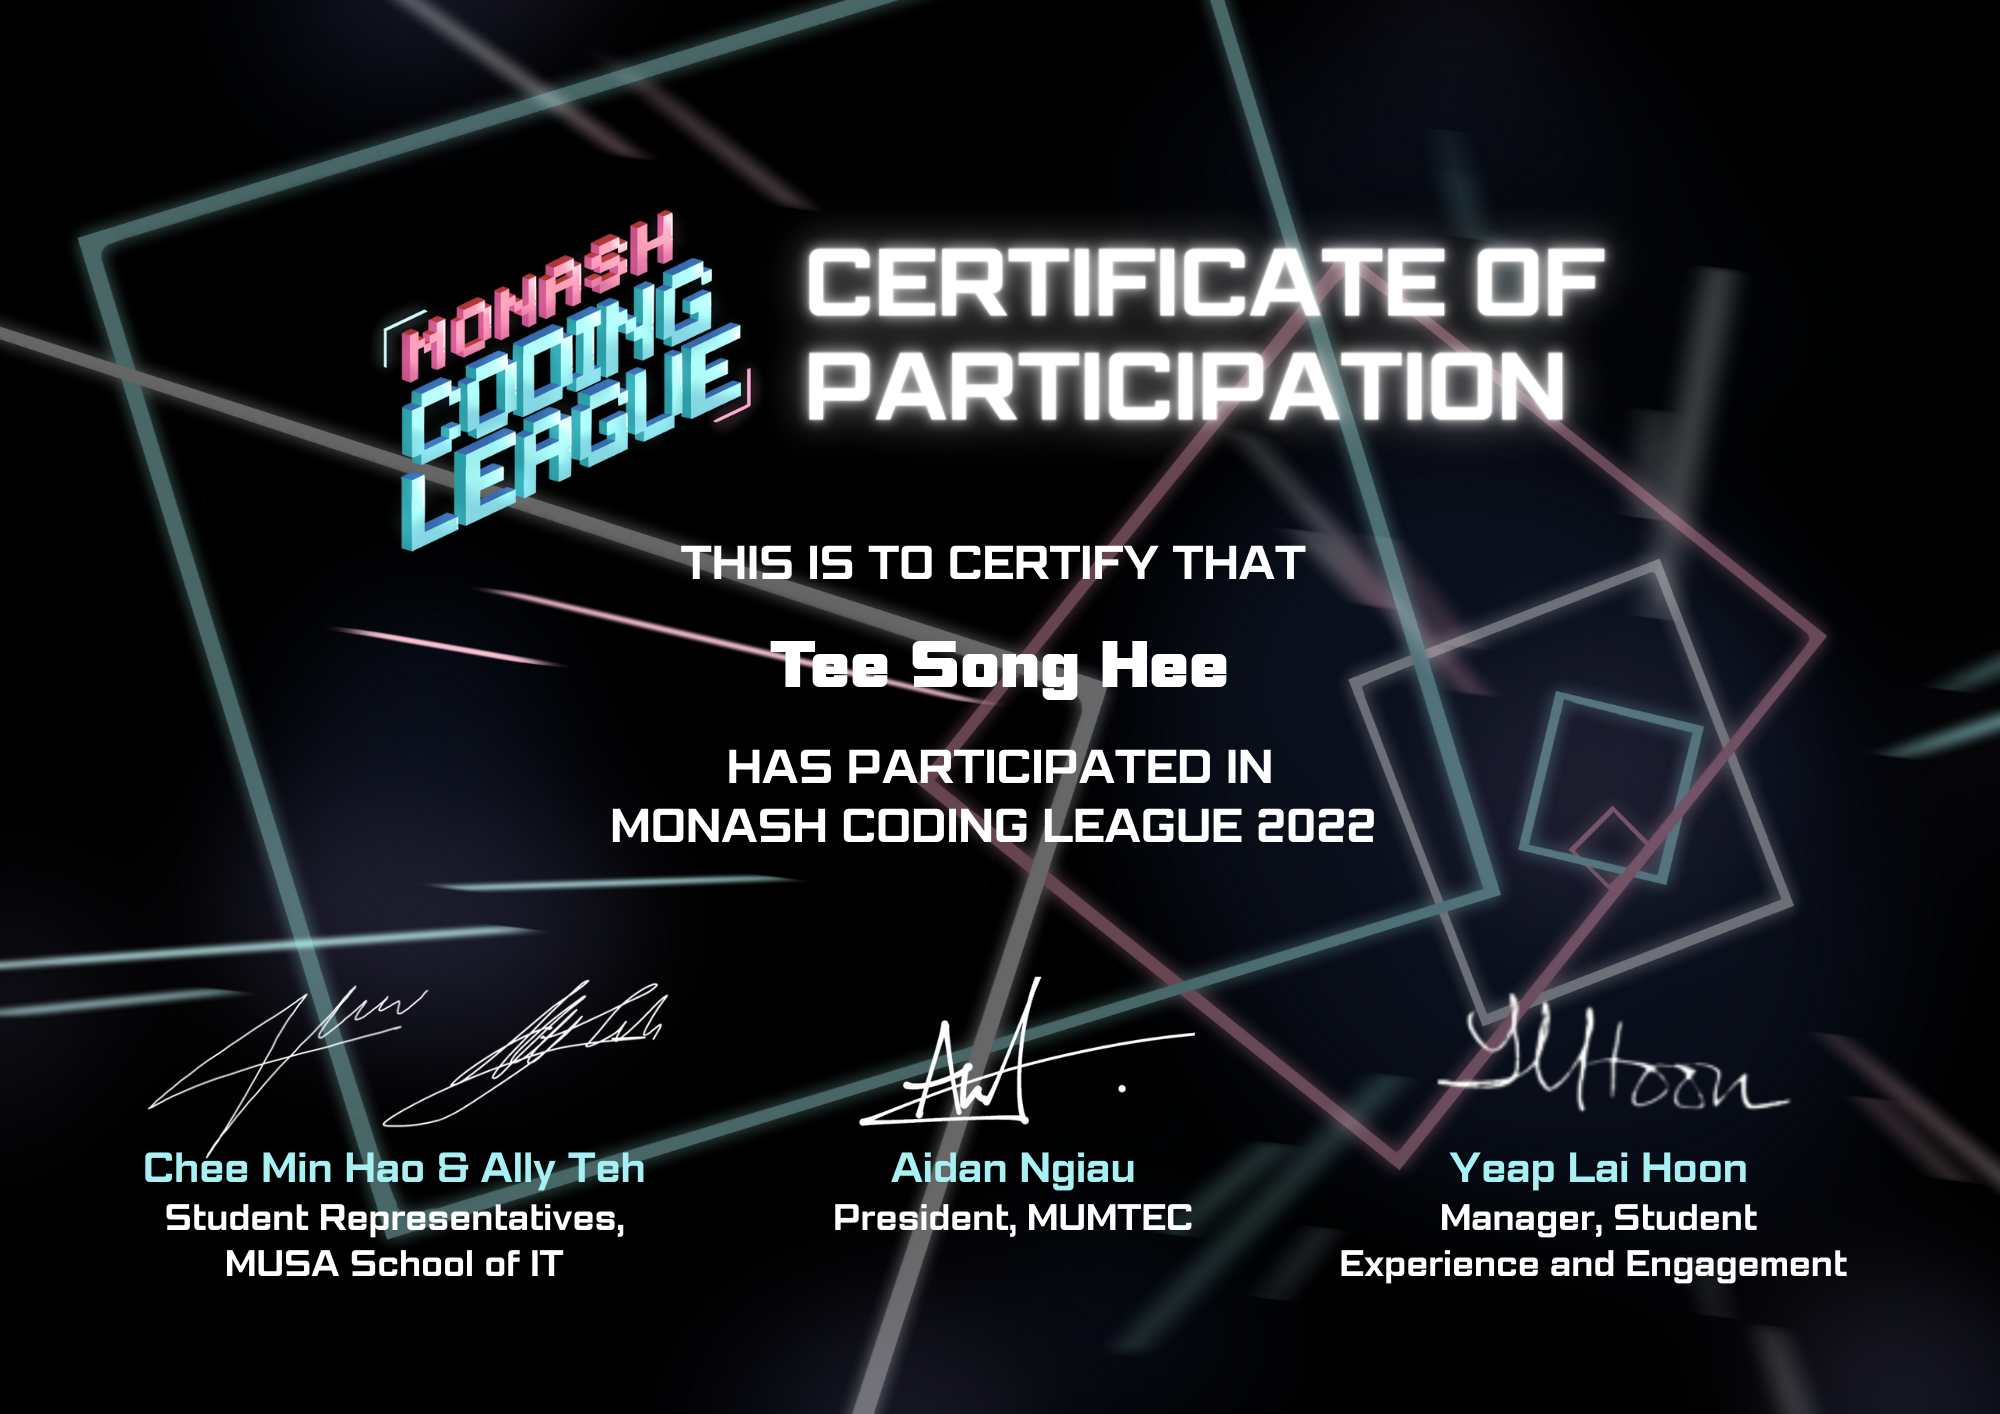 MONASH
CODING
LEAGUE
CERTIFICATE OF
PARTICIPATION
THIS IS TO CERTIFY THAT
Tee Song Hee
HAS PARTICIPATED IN
MONASH CODING LEAGUE 2022
Chee Min Hao & Ally Teh
Student Representatives,
MUSA School of IT
Aidan Ngiau
President, MUMTEC
YLHoon
Yeap Lai Hoon
Manager, Student
Experience and Engagement